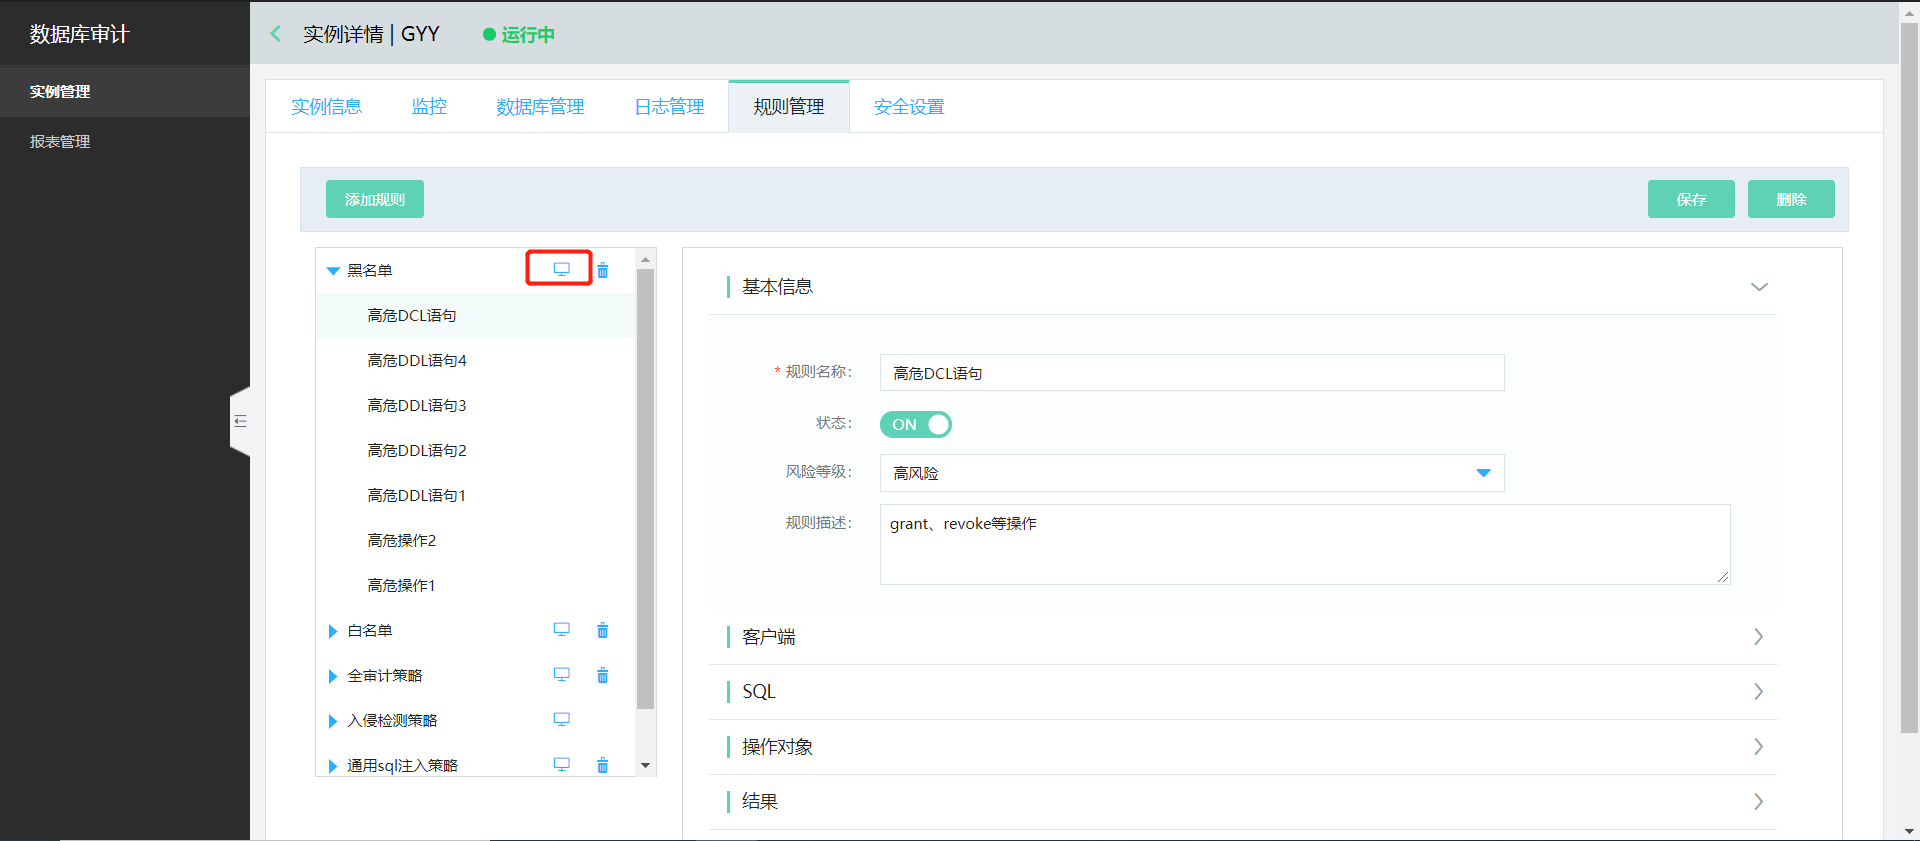 数据库审计
实例管理
报表管理
实例详情 | GYY
运行中
实例信息
监控
数据库管理
日志管理
规则管理
安全设置
添加规则
保存
删除
黑名单
高危DCL语句
高危DDL语句4
高危DDL语句3
高危DDL语句2
高危DDL语句1
高危操作2
高危操作1
白名单
全审计策略
入侵检测策略
通用sql注入策略
基本信息
* 规则名称：
高危DCL语句
状态：
ON
风险等级：
高风险
规则描述：
grant、revoke等操作
客户端
SQL
操作对象
结果